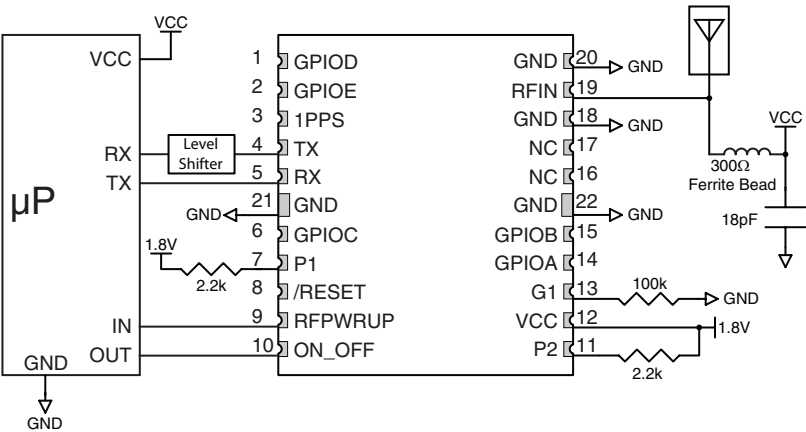 VCC
VCC
RX
TX
µP
IN
OUT
GND
GND
Level
Shifter
GND
1.8V
2.2k
1 GPIOD
2 GPIOE
3 1PPS
4 TX
5 RX
21 GND
6 GPIOC
7 P1
8 /RESET
9 RFPWRUP
10 ON_OFF
GND 20 GND
RFIN 19
GND 18 GND
NC 17
NC 16
GND 22 GND
GPIOB 15
GPIOA 14
G1 13 100k GND
VCC 12 1.8V
P2 11
2.2k
VCC
300Ω
Ferrite Bead
18pF